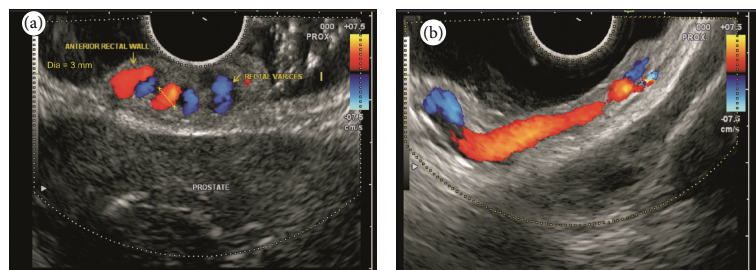 (a)
000
PROX
+07.5
ANTERIOR RECTAL WALL
Dia = 3 mm
RECTAL VARICES
-07.5
cm/s
PROSTATE
(b)
000
PROX
+07.5
-07.5
cm/s